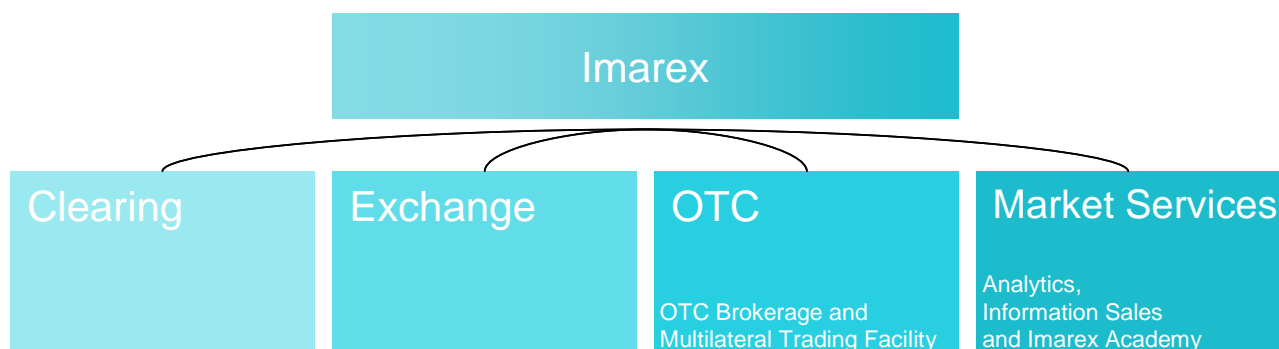 Imarex
Clearing
Exchange
OTC
Market Services
OTC Brokerage and
Multilateral Trading Facility
Analytics,
Information Sales
and Imarex Academy